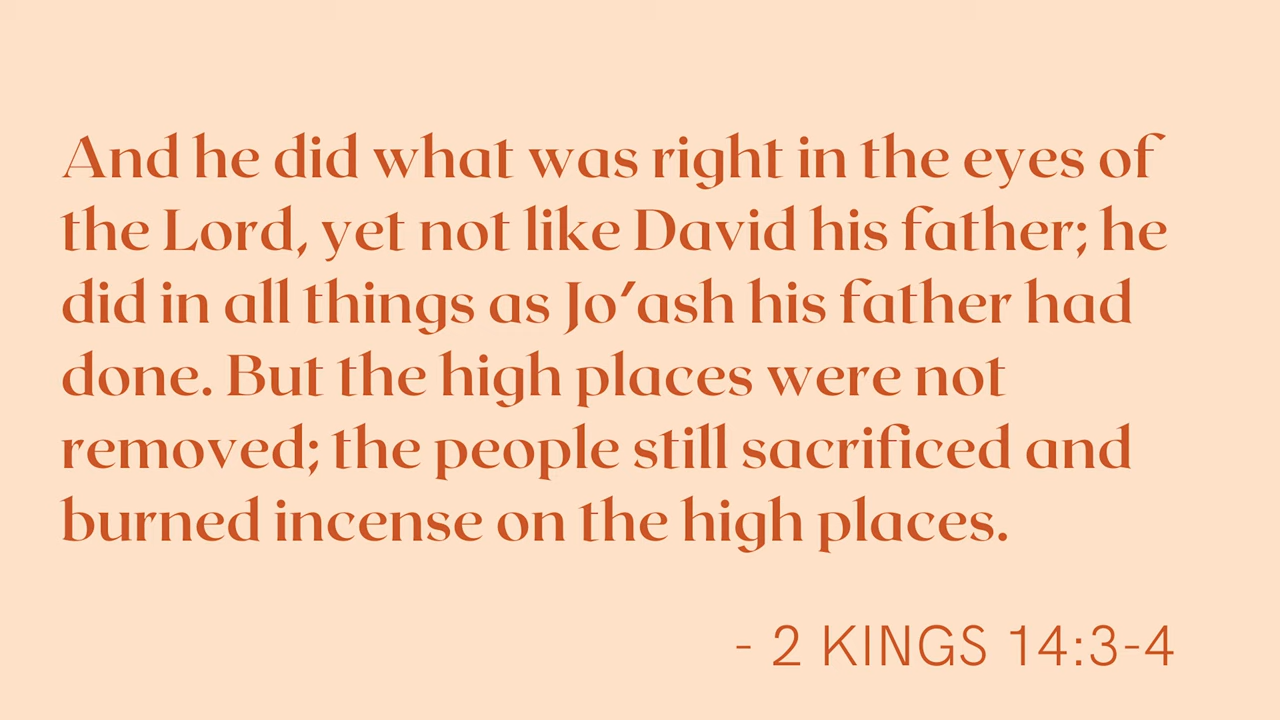 And he did what was right in the eyes of
the Lord, yet not like David his father; he
did in all things as Jo′ash his father had
done. But the high places were not
removed; the people still sacrificed and
burned incense on the high places.
- 2 KINGS 14:3-4